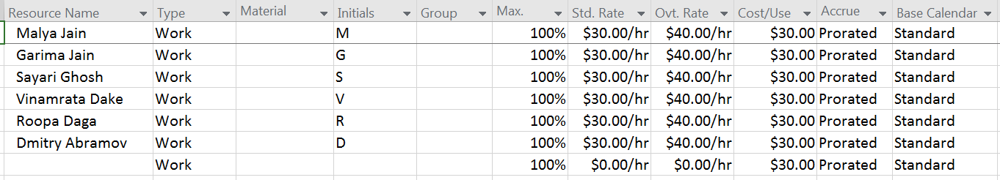 Resource Name Type Material Initials Group Max. Std. Rate Ovt. Rate Cost/Use Accrue Base Calendar
Malya Jain Work M 100% $30.00/hr $40.00/hr $30.00 Prorated Standard
Garima Jain Work G 100% $30.00/hr $40.00/hr $30.00 Prorated Standard
Sayari Ghosh Work S 100% $30.00/hr $40.00/hr $30.00 Prorated Standard
Vinamrata Dake Work V 100% $30.00/hr $40.00/hr $30.00 Prorated Standard
Roopa Daga Work R 100% $30.00/hr $40.00/hr $30.00 Prorated Standard
Dmitry Abramov Work D 100% $30.00/hr $40.00/hr $30.00 Prorated Standard
Work 100% $0.00/hr $0.00/hr $30.00 Prorated Standard